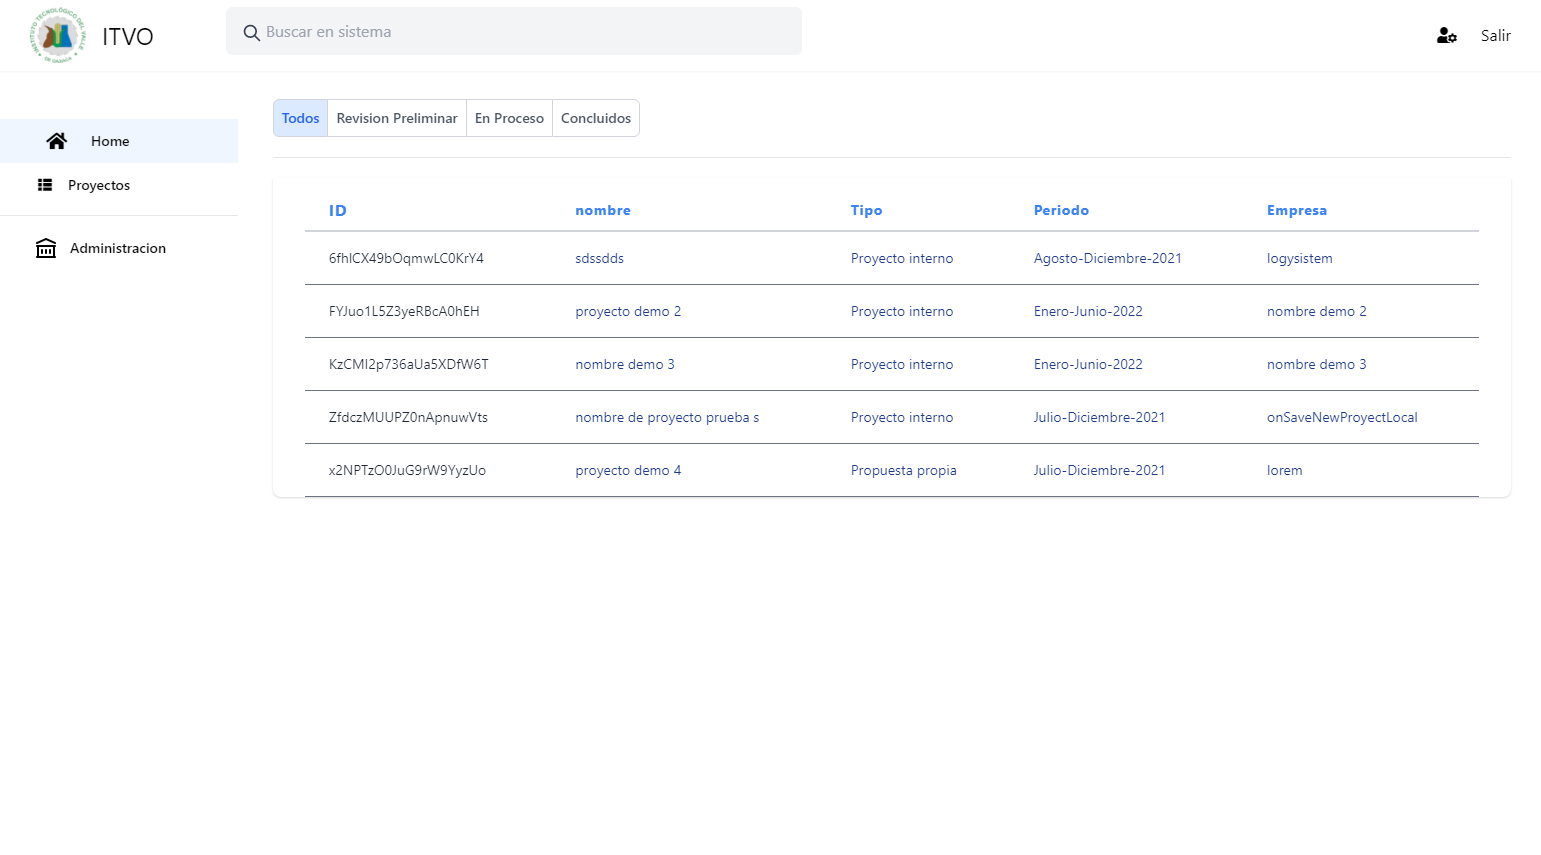 INSTITUTO TECNOLÓGICO DEL VALLE
DE OAXACA
ITVO
Buscar en sistema
Salir
Home
Proyectos
Administracion
Todos Revision Preliminar En Proceso Concluidos
ID nombre Tipo Periodo Empresa
6fhlCX49bOqmwLC0KrY4 sdssdds Proyecto interno Agosto-Diciembre-2021 logysistem
FYJuo1L5Z3yeRBcA0hEH proyecto demo 2 Proyecto interno Enero-Junio-2022 nombre demo 2
KzCMI2p736aUa5XDfW6T nombre demo 3 Proyecto interno Enero-Junio-2022 nombre demo 3
ZfdczMUUPZ0nApnuwVts nombre de proyecto prueba s Proyecto interno Julio-Diciembre-2021 onSaveNewProyectLocal
x2NPTzO0JuG9rW9YyzUo proyecto demo 4 Propuesta propia Julio-Diciembre-2021 lorem